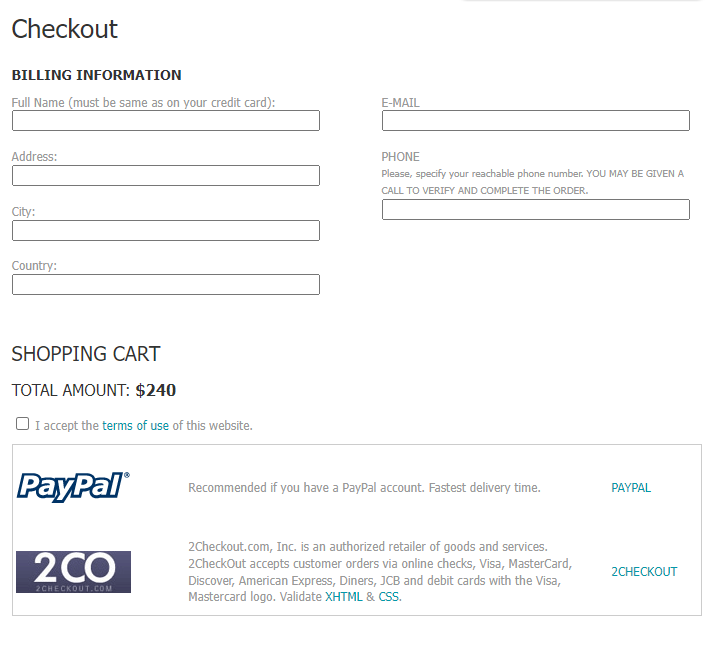 Checkout
BILLING INFORMATION
Full Name (must be same as on your credit card):
Address:
City:
Country:
E-MAIL
PHONE
Please, specify your reachable phone number. YOU MAY BE GIVEN A
CALL TO VERIFY AND COMPLETE THE ORDER.
SHOPPING CART
TOTAL AMOUNT: $240
I accept the terms of use of this website.
PayPal®
Recommended if you have a PayPal account. Fastest delivery time.
PAYPAL
2CO
2CHECKOUT.COM
2Checkout.com, Inc. is an authorized retailer of goods and services.
2CheckOut accepts customer orders via online checks, Visa, MasterCard,
Discover, American Express, Diners, JCB and debit cards with the Visa,
Mastercard logo. Validate XHTML & CSS.
2CHECKOUT